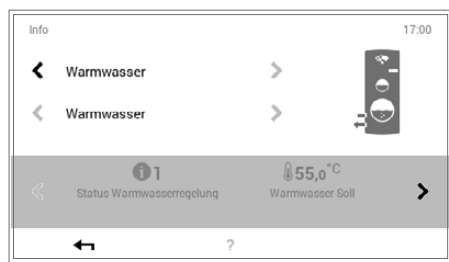 Info 17:00
Warmwasser
Warmwasser
1 55,0°C
Status Warmwasserregelung Warmwasser Soll
?